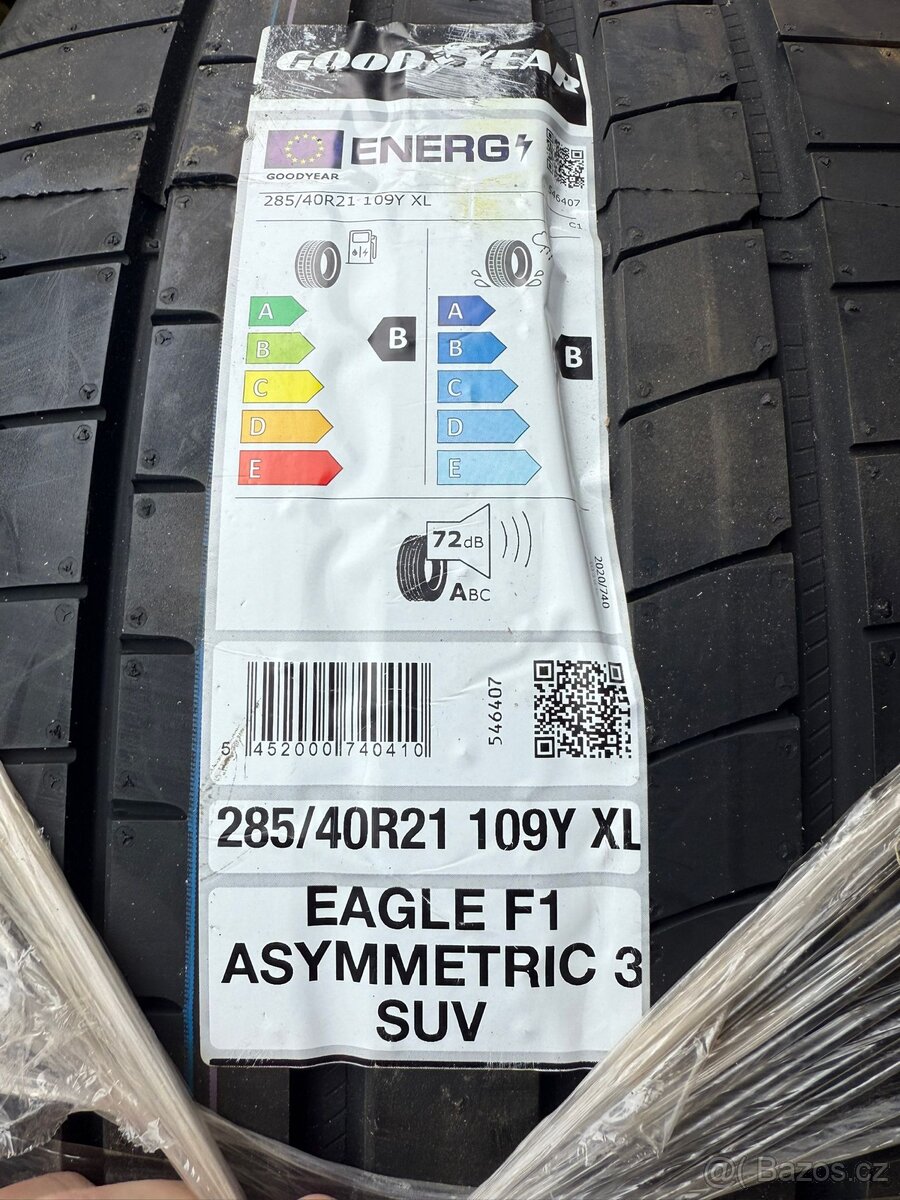 GOODYEAR
ENERG
GOODYEAR
285/40R21 109Y XL
546407
C1
A
B
C
D
E
B
A
B
C
D
E
B
72dB
ABC
2020/740
5 452000 740410
546407
285/40R21 109Y XL
EAGLE F1
ASYMMETRIC 3
SUV
@( Bazos.cz